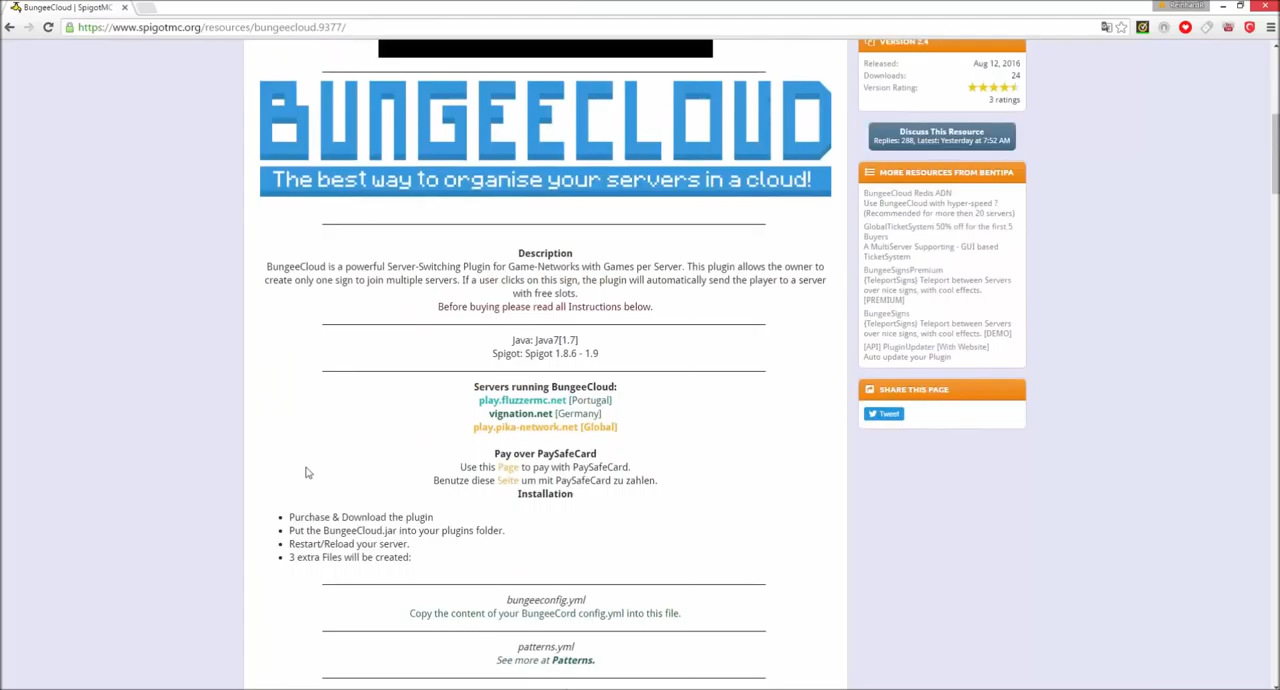 BungeeCloud | SpigotMC
https://www.spigotmc.org/resources/bungeecloud.9377/
BUNGEECLOUD
The best way to organise your servers in a cloud!
Description
BungeeCloud is a powerful Server-Switching Plugin for Game-Networks with Games per Server. This plugin allows the owner to
create only one sign to join multiple servers. If a user clicks on this sign, the plugin will automatically send the player to a server
with free slots.
Before buying please read all Instructions below.
Java: Java7[1.7]
Spigot: Spigot 1.8.6 - 1.9
Servers running BungeeCloud:
play.fluzzermc.net [Portugal]
vignation.net [Germany]
play.pika-network.net [Global]
Pay over PaySafeCard
Use this Page to pay with PaySafeCard.
Benutze diese Seite um mit PaySafeCard zu zahlen.
Installation
Purchase & Download the plugin
Put the BungeeCloud.jar into your plugins folder.
Restart/Reload your server.
3 extra Files will be created:
bungeeconfig.yml
Copy the content of your BungeeCord config.yml into this file.
patterns.yml
See more at Patterns.
VERSION 2.4
Released: Aug 12, 2016
Downloads: 24
Version Rating:
3 ratings
Discuss This Resource
Replies: 288, Latest: Yesterday at 7:52 AM
MORE RESOURCES FROM BENTIPA
BungeeCloud Redis ADN
Use BungeeCloud with hyper-speed ?
(Recommended for more then 20 servers)
GlobalTicketSystem 50% off for the first 5
Buyers
A MultiServer Supporting - GUI based
TicketSystem
BungeeSignsPremium
{TeleportSigns} Teleport between Servers
over nice signs, with cool effects.
[PREMIUM]
BungeeSigns
{TeleportSigns} Teleport between Servers
over nice signs, with cool effects. [DEMO]
[API] PluginUpdater [With Website]
Auto update your Plugin
SHARE THIS PAGE
Tweet